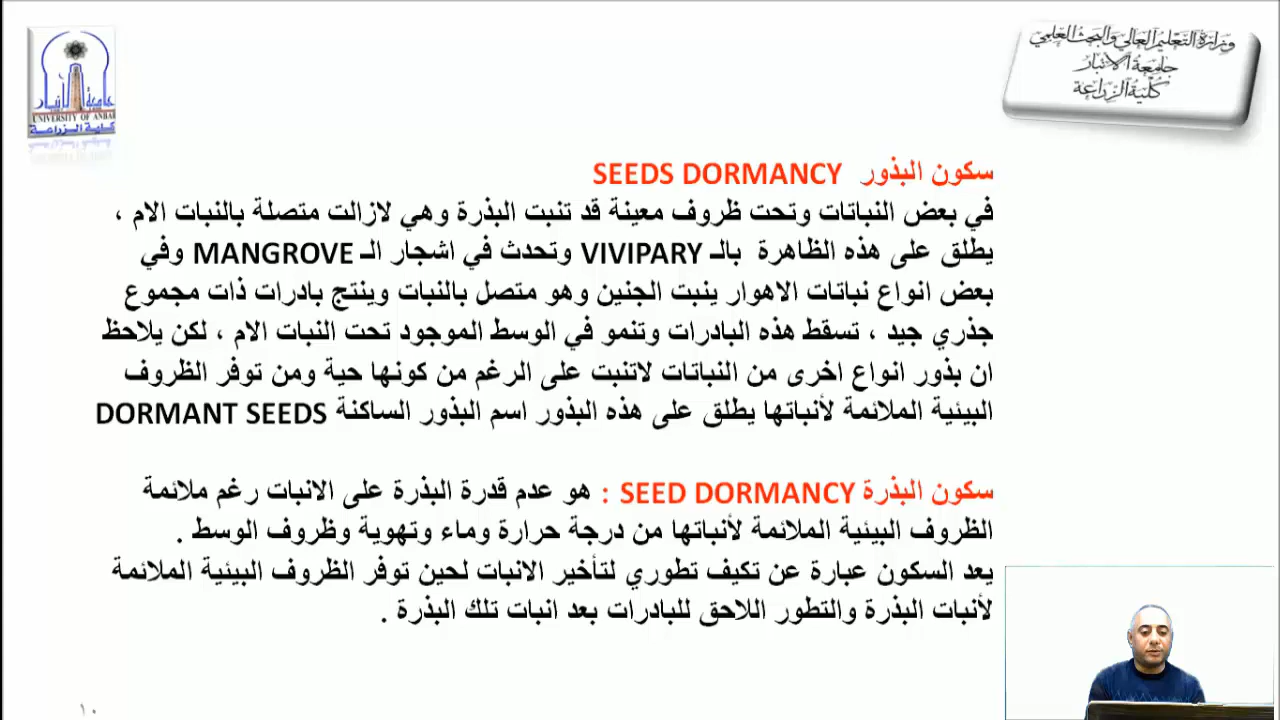 وزارة التعليم العالي والبحث العلمي
جامعة الانبار
كلية الزراعة
جامعة الأنبار
UNIVERSITY OF ANBAR
كلية الزراعة
سكون البذور SEEDS DORMANCY
في بعض النباتات وتحت ظروف معينة قد تنبت البذرة وهي لازالت متصلة بالنبات الام ،
يطلق على هذه الظاهرة بالـ VIVIPARY وتحدث في اشجار الـ MANGROVE وفي
بعض انواع نباتات الاهوار ينبت الجنين وهو متصل بالنبات وينتج بادرات ذات مجموع
جذري جيد ، تسقط هذه البادرات وتنمو في الوسط الموجود تحت النبات الام ، لكن يلاحظ
ان بذور انواع اخرى من النباتات لاتنبت على الرغم من كونها حية ومن توفر الظروف
البيئية الملائمة لأنباتها يطلق على هذه البذور اسم البذور الساكنة DORMANT SEEDS
سكون البذرة SEED DORMANCY : هو عدم قدرة البذرة على الانبات رغم ملائمة
الظروف البيئية الملائمة لأنباتها من درجة حرارة وماء وتهوية وظروف الوسط .
يعد السكون عبارة عن تكيف تطوري لتأخير الانبات لحين توفر الظروف البيئية الملائمة
لأنبات البذرة والتطور اللاحق للبادرات بعد انبات تلك البذرة .
١٠